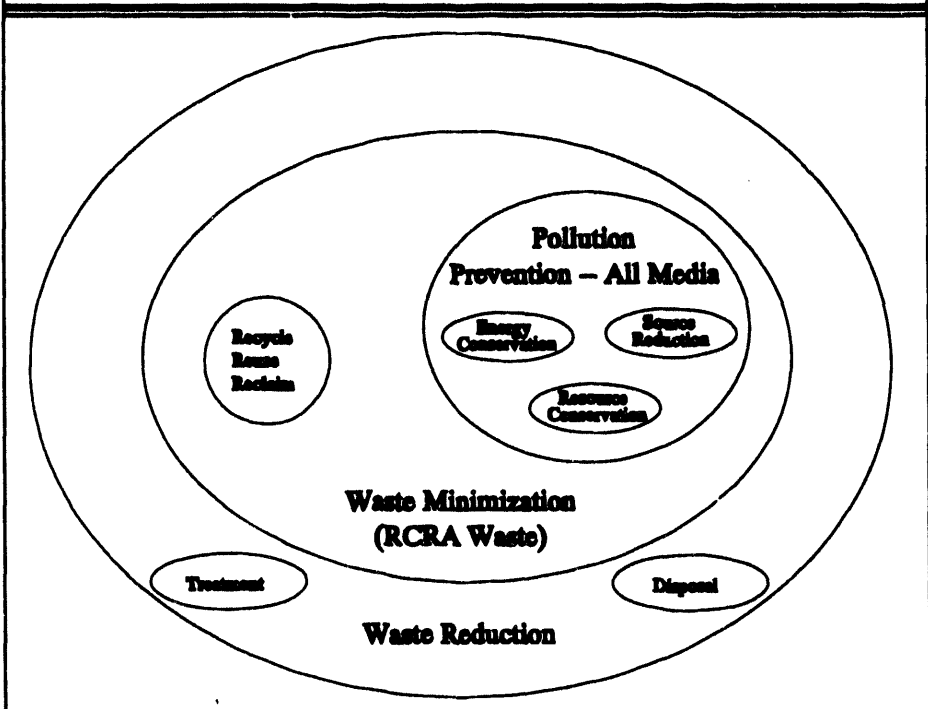 Pollution
Prevention – All Media
Energy
Conservation
Source
Reduction
Resource
Conservation
Recycle
Reuse
Reclaim
Waste Minimization
(RCRA Waste)
Treatment
Disposal
Waste Reduction